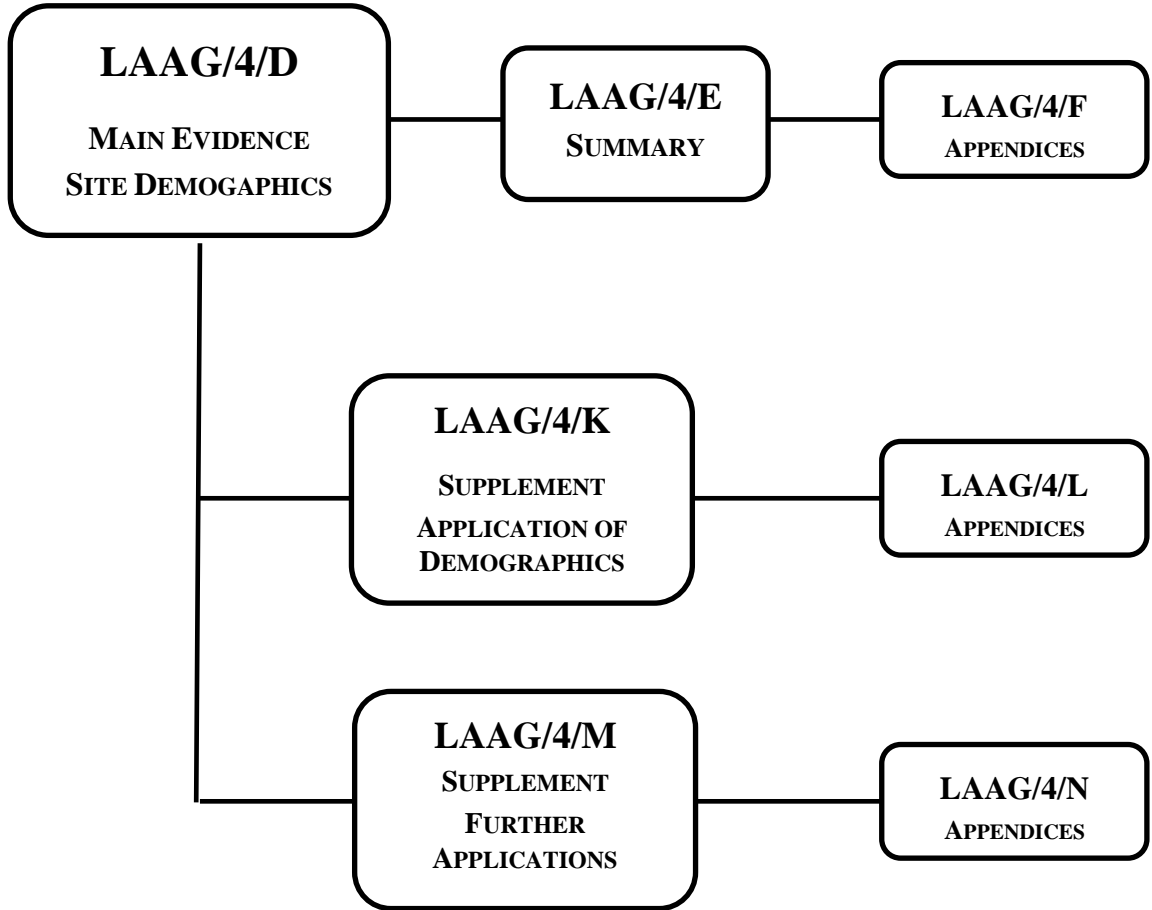 LAAG/4/D
MAIN EVIDENCE
SITE DEMOGAPHICS
LAAG/4/E
SUMMARY
LAAG/4/F
APPENDICES
LAAG/4/K
SUPPLEMENT
APPLICATION OF
DEMOGRAPHICS
LAAG/4/L
APPENDICES
LAAG/4/M
SUPPLEMENT
FURTHER
APPLICATIONS
LAAG/4/N
APPENDICES